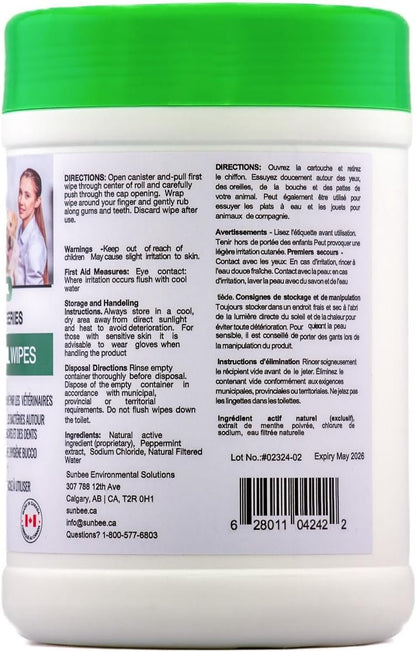 DIRECTIONS: Open canister and-pull first
wipe through center of roll and carefully
push through the cap opening. Wrap
wipe around your finger and gently rub
along gums and teeth. Discard wipe after
use.
Warnings -Keep out of reach of
children May cause slight irritation to skin.
First Aid Measures: Eye contact:
Where irritation occurs flush with cool
water
Storage and Handeling
Instructions. Always store in a cool,
dry area away from direct sunlight
and heat to avoid deterioration. For
those with sensitive skin it is
advisable to wear gloves when
handling the product
Disposal Directions Rinse empty
container thoroughly before disposal.
Dispose of the empty container in
accordance with municipal,
provincial or territorial
requirements. Do not flush wipes down
the toilet.
Ingredients: Natural active
ingredient (proprietary), Peppermint
extract, Sodium Chloride, Natural Filtered
Water
Sunbee Environmental Solutions
307 788 12th Ave
Calgary, AB | CA, T2R 0H1
sunbee.ca
info@sunbee.ca
Questions? 1-800-577-6803
DIRECTIONS: Ouvrez la cartouche et retirez
le chiffon. Essuyez doucement autour des yeux,
des oreilles, de la bouche et des pattes de
votre animal. Peut également être utilisé pour
essuyer les plats à eau et les jouets pour
animaux de compagnie.
Avertissements - Lisez l'étiquette avant utilisation.
Tenir hors de portée des enfants Peut provoquer une
légère irritation cutanée. Premiers secours -
Contact avec les yeux: En cas d'irritation, rincer à
l'eau douce fraîche. Contact avec la peau: en cas
d'irritation, laver la peau avec du savon et de l'eau
tiède. Consignes de stockage et de manipulation
Toujours stocker dans un endroit frais et sec à l'abri
de la lumière directe du soleil et de la chaleur pour
éviter toute détérioration. Pour quiont la peau
sensible, il est conseillé de porter des gants lors de
la manipulation du produit.
Instructions d'élimination Rincer soigneusement
le récipient vide avant de le jeter. Éliminez le
contenant vide conformément aux exigences
municipales, provinciales ou territoriales. Ne jetez pas
les lingettes dans les toilettes.
Ingrédient actif naturel (exclusif),
extrait de menthe poivrée, chlorure de
sodium, eau filtrée naturelle
Lot No.:#02324-02 Expiry May 2026
6 28011 04242 2
ERIES
WIPES
VÉTÉRINAIRES
BACTÉRIES AUTOUR
DES DENTS
HYGIÈNE BUCCO
À UTILISER